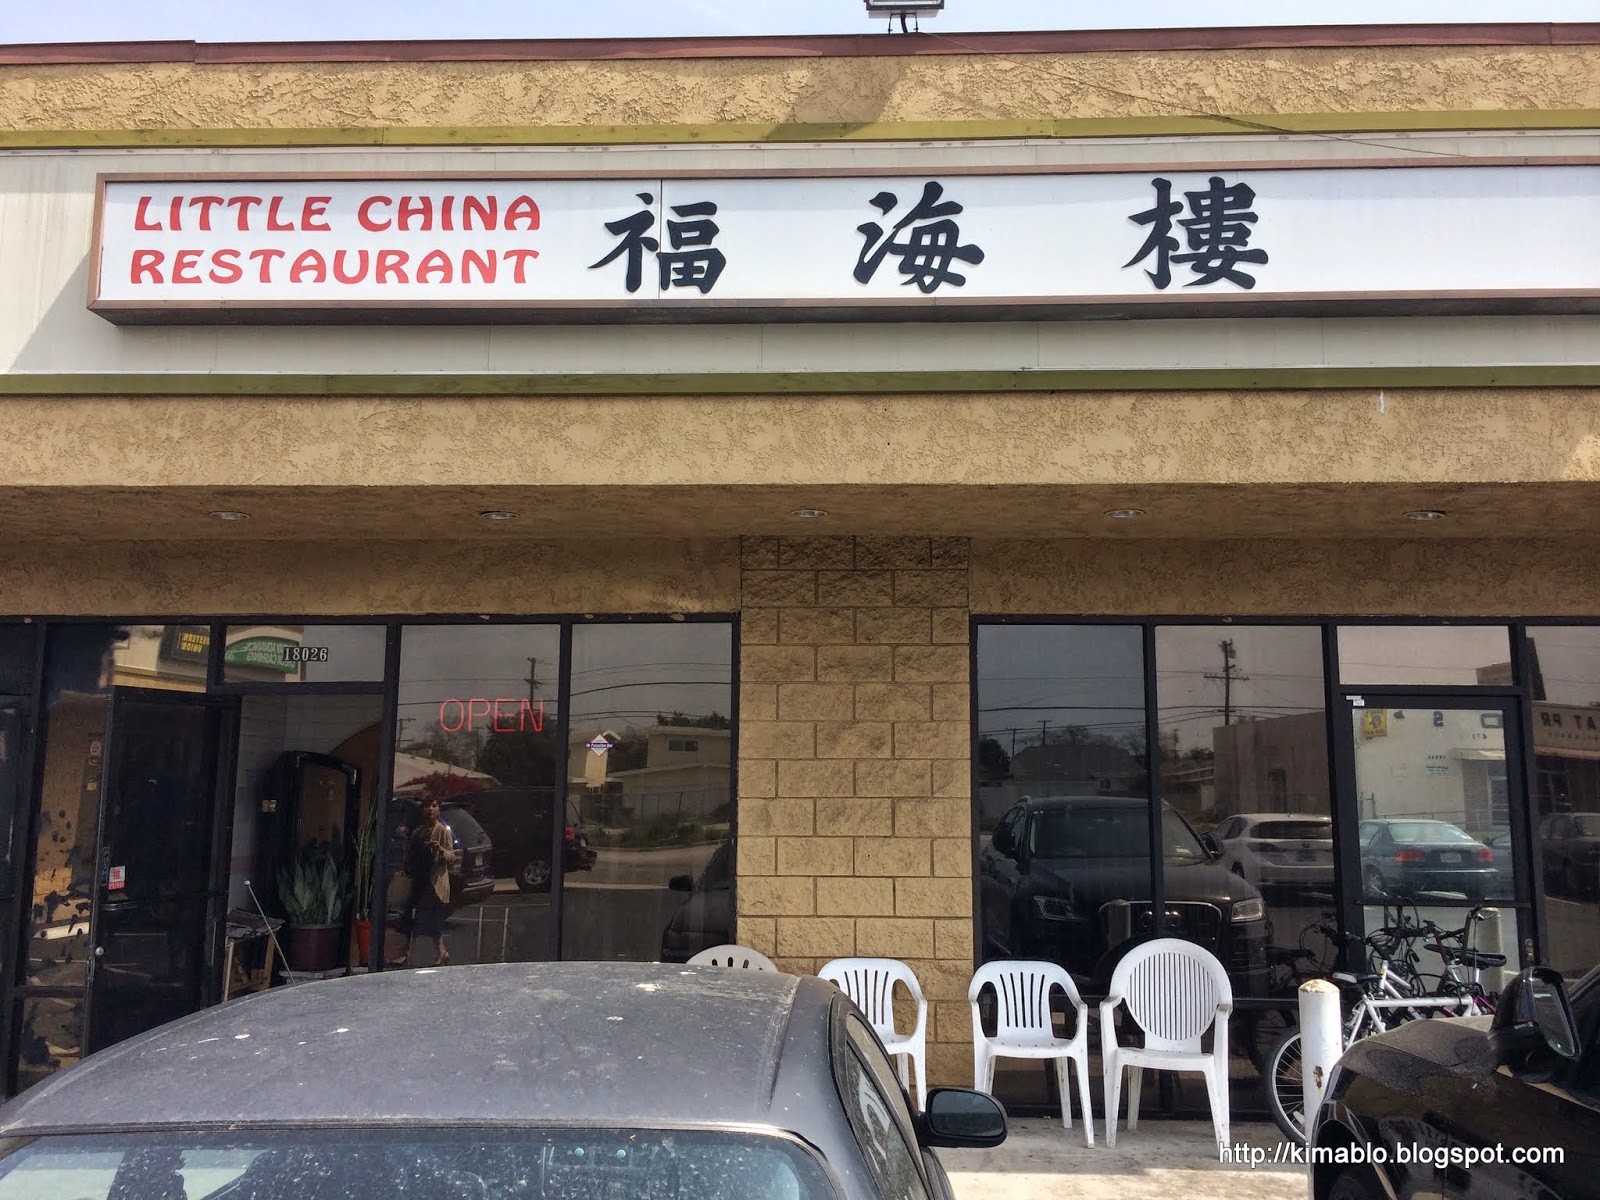 LITTLE CHINA
RESTAURANT
福海樓
18026
OPEN
http://kimablo.blogspot.com